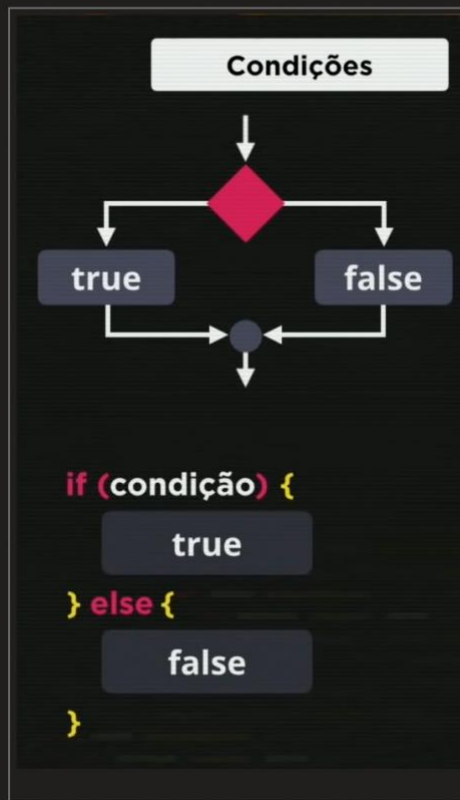 Condições
true
false
if (condição) {
true
} else {
false
}